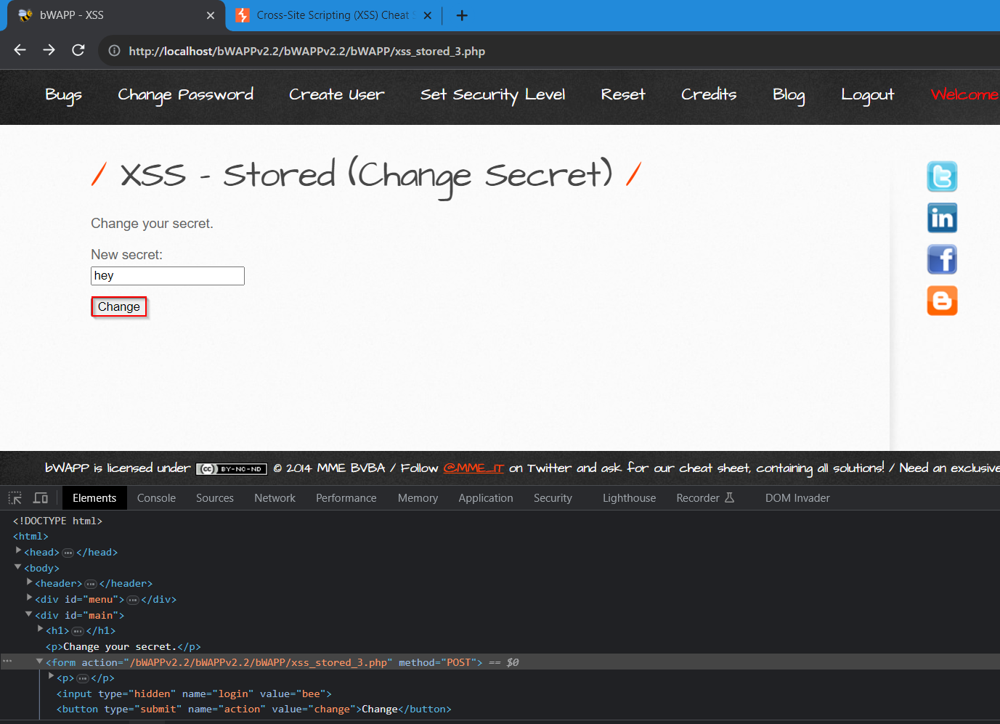 bWAPP - XSS
Cross-Site Scripting (XSS) Cheat S
http://localhost/bWAPPv2.2/bWAPPv2.2/bWAPP/xss_stored_3.php
Bugs Change Password Create User Set Security Level Reset Credits Blog Logout Welcome
/ XSS - Stored (Change Secret) /
Change your secret.
New secret:
hey
Change
bWAPP is licensed under (cc) BY-NC-ND © 2014 MME BVBA / Follow @MME_IT on Twitter and ask for our cheat sheet, containing all solutions! / Need an exclusive
Elements Console Sources Network Performance Memory Application Security Lighthouse Recorder DOM Invader
<!DOCTYPE html>
<html>
<head>…</head>
<body>
<header>…</header>
<div id="menu">…</div>
<div id="main">
<h1>…</h1>
<p>Change your secret.</p>
<form action="/bWAPPv2.2/bWAPPv2.2/bWAPP/xss_stored_3.php" method="POST"> == $0
<p>…</p>
<input type="hidden" name="login" value="bee">
<button type="submit" name="action" value="change">Change</button>